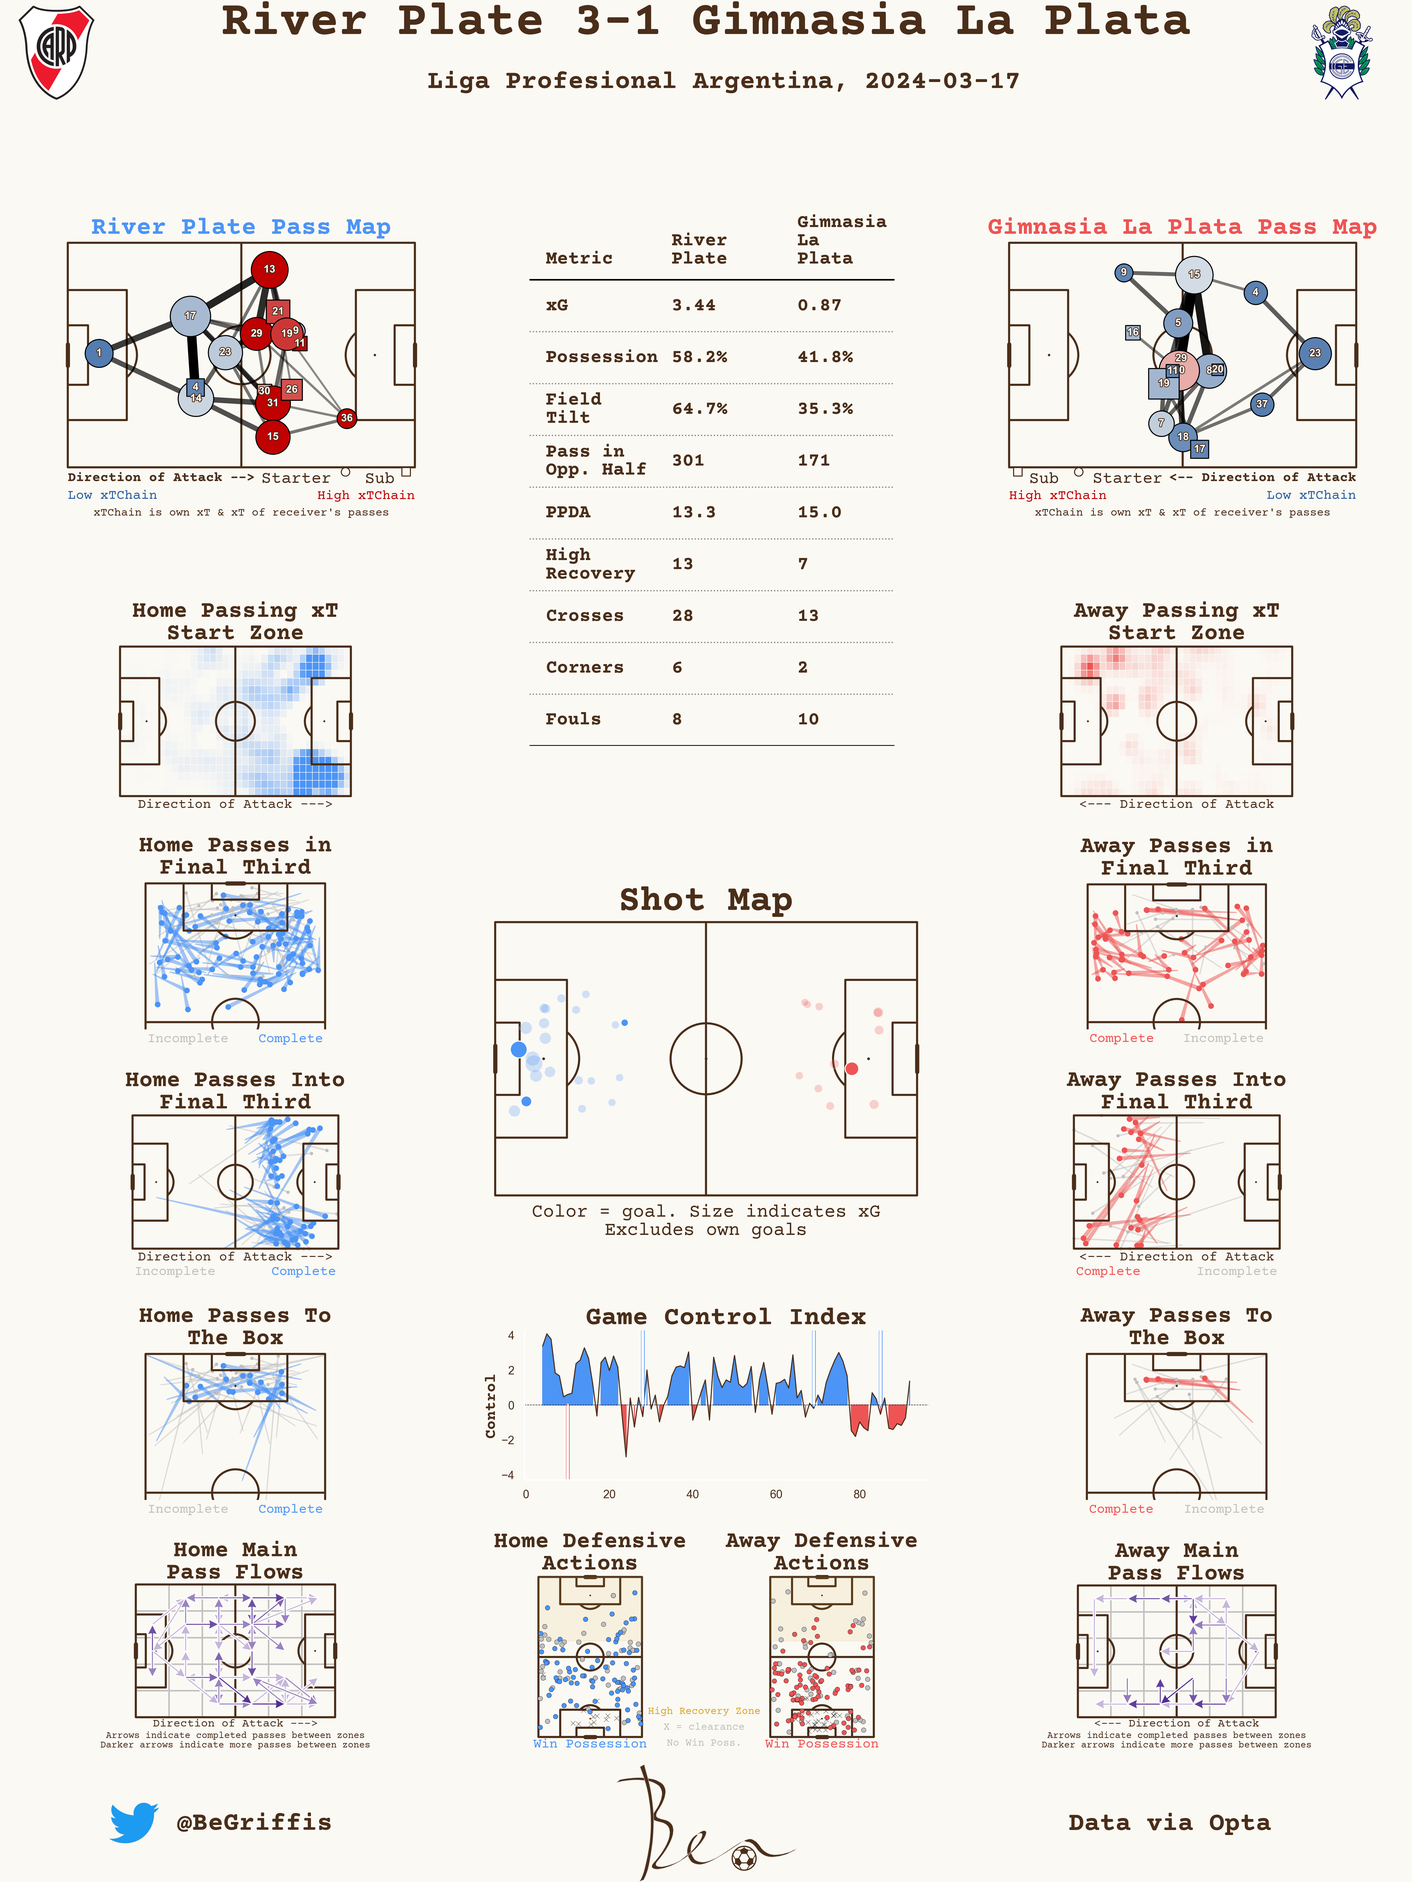 River Plate 3-1 Gimnasia La Plata
Liga Profesional Argentina, 2024-03-17
CARP
River Plate Pass Map
13
21
17
29
19
9
11
1
23
4
14
30
26
31
36
15
Direction of Attack --> Starter Sub
Low xTChain High xTChain
xTChain is own xT & xT of receiver's passes
Metric River Plate Gimnasia La Plata
xG 3.44 0.87
Possession 58.2% 41.8%
Field Tilt 64.7% 35.3%
Pass in Opp. Half 301 171
PPDA 13.3 15.0
High Recovery 13 7
Crosses 28 13
Corners 6 2
Fouls 8 10
Gimnasia La Plata Pass Map
9
15
4
5
16
29
23
20
19
37
7
18
17
Sub Starter <-- Direction of Attack
High xTChain Low xTChain
xTChain is own xT & xT of receiver's passes
Home Passing xT
Start Zone
Direction of Attack --->
Away Passing xT
Start Zone
<--- Direction of Attack
Home Passes in
Final Third
Incomplete Complete
Away Passes in
Final Third
Complete Incomplete
Shot Map
Color = goal. Size indicates xG
Excludes own goals
Home Passes Into
Final Third
Direction of Attack --->
Incomplete Complete
Away Passes Into
Final Third
<--- Direction of Attack
Complete Incomplete
Home Passes To
The Box
Incomplete Complete
Game Control Index
Control
4
2
0
−2
−4
0 20 40 60 80
Away Passes To
The Box
Complete Incomplete
Home Main
Pass Flows
Direction of Attack --->
Arrows indicate completed passes between zones
Darker arrows indicate more passes between zones
Home Defensive
Actions
Win Possession
High Recovery Zone
X = clearance
No Win Poss.
Away Defensive
Actions
Win Possession
Away Main
Pass Flows
<--- Direction of Attack
Arrows indicate completed passes between zones
Darker arrows indicate more passes between zones
@BeGriffis
Ben
Data via Opta